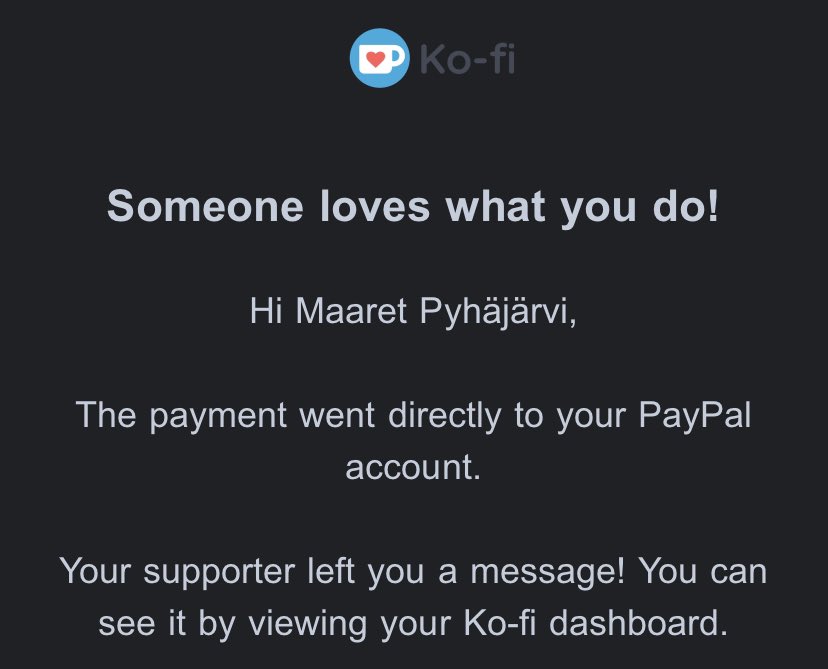 Ko-fi
Someone loves what you do!
Hi Maaret Pyhäjärvi,
The payment went directly to your PayPal
account.
Your supporter left you a message! You can
see it by viewing your Ko-fi dashboard.